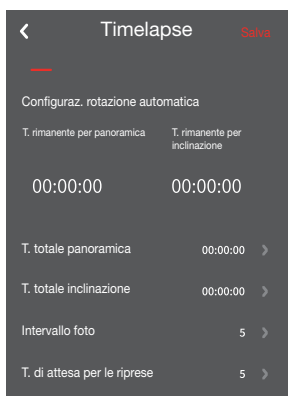 Timelapse
Salva
Configuraz. rotazione automatica
T. rimanente per panoramica
T. rimanente per
inclinazione
00:00:00
00:00:00
T. totale panoramica 00:00:00
T. totale inclinazione 00:00:00
Intervallo foto 5
T. di attesa per le riprese 5